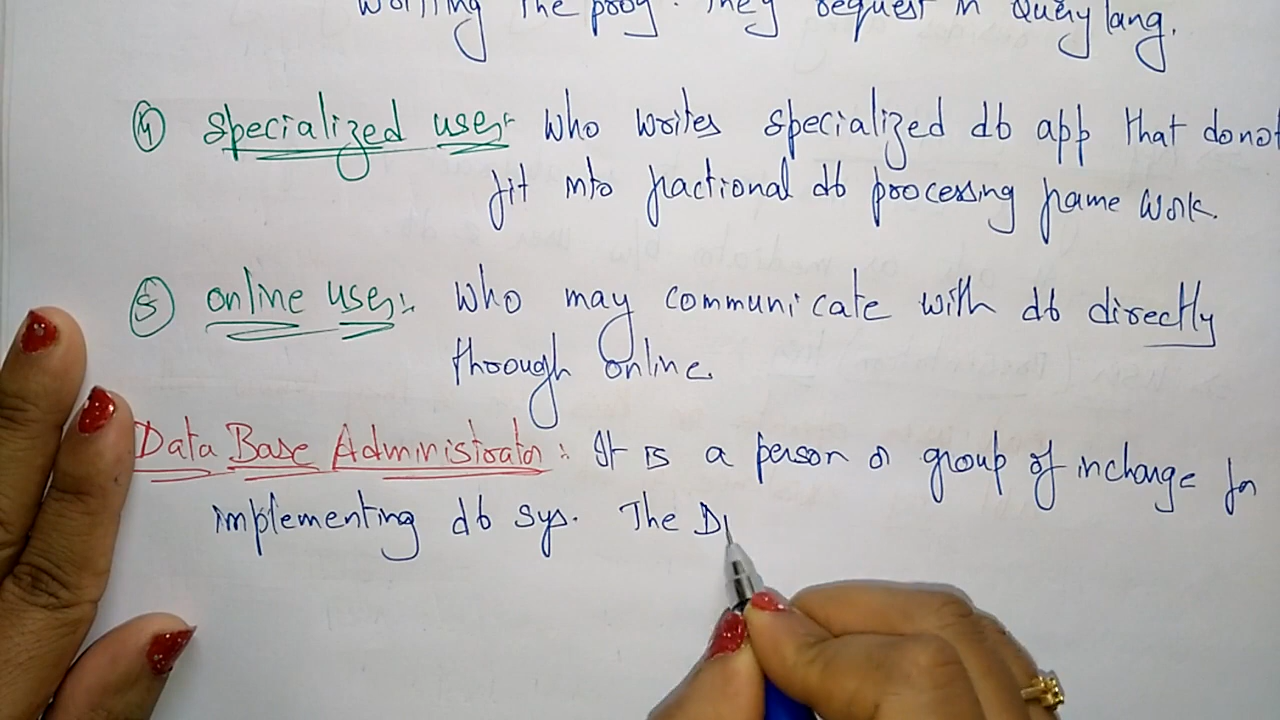 writing the prog. They request in Query lang.
④ specialized user:- who writes specialized db app that donot
fit into fractional db processing frame work.
⑤ online user:- who may communicate with db directly
through online.
Data Base Administrator:- It is a person or group of incharge for
implementing db sys. The D